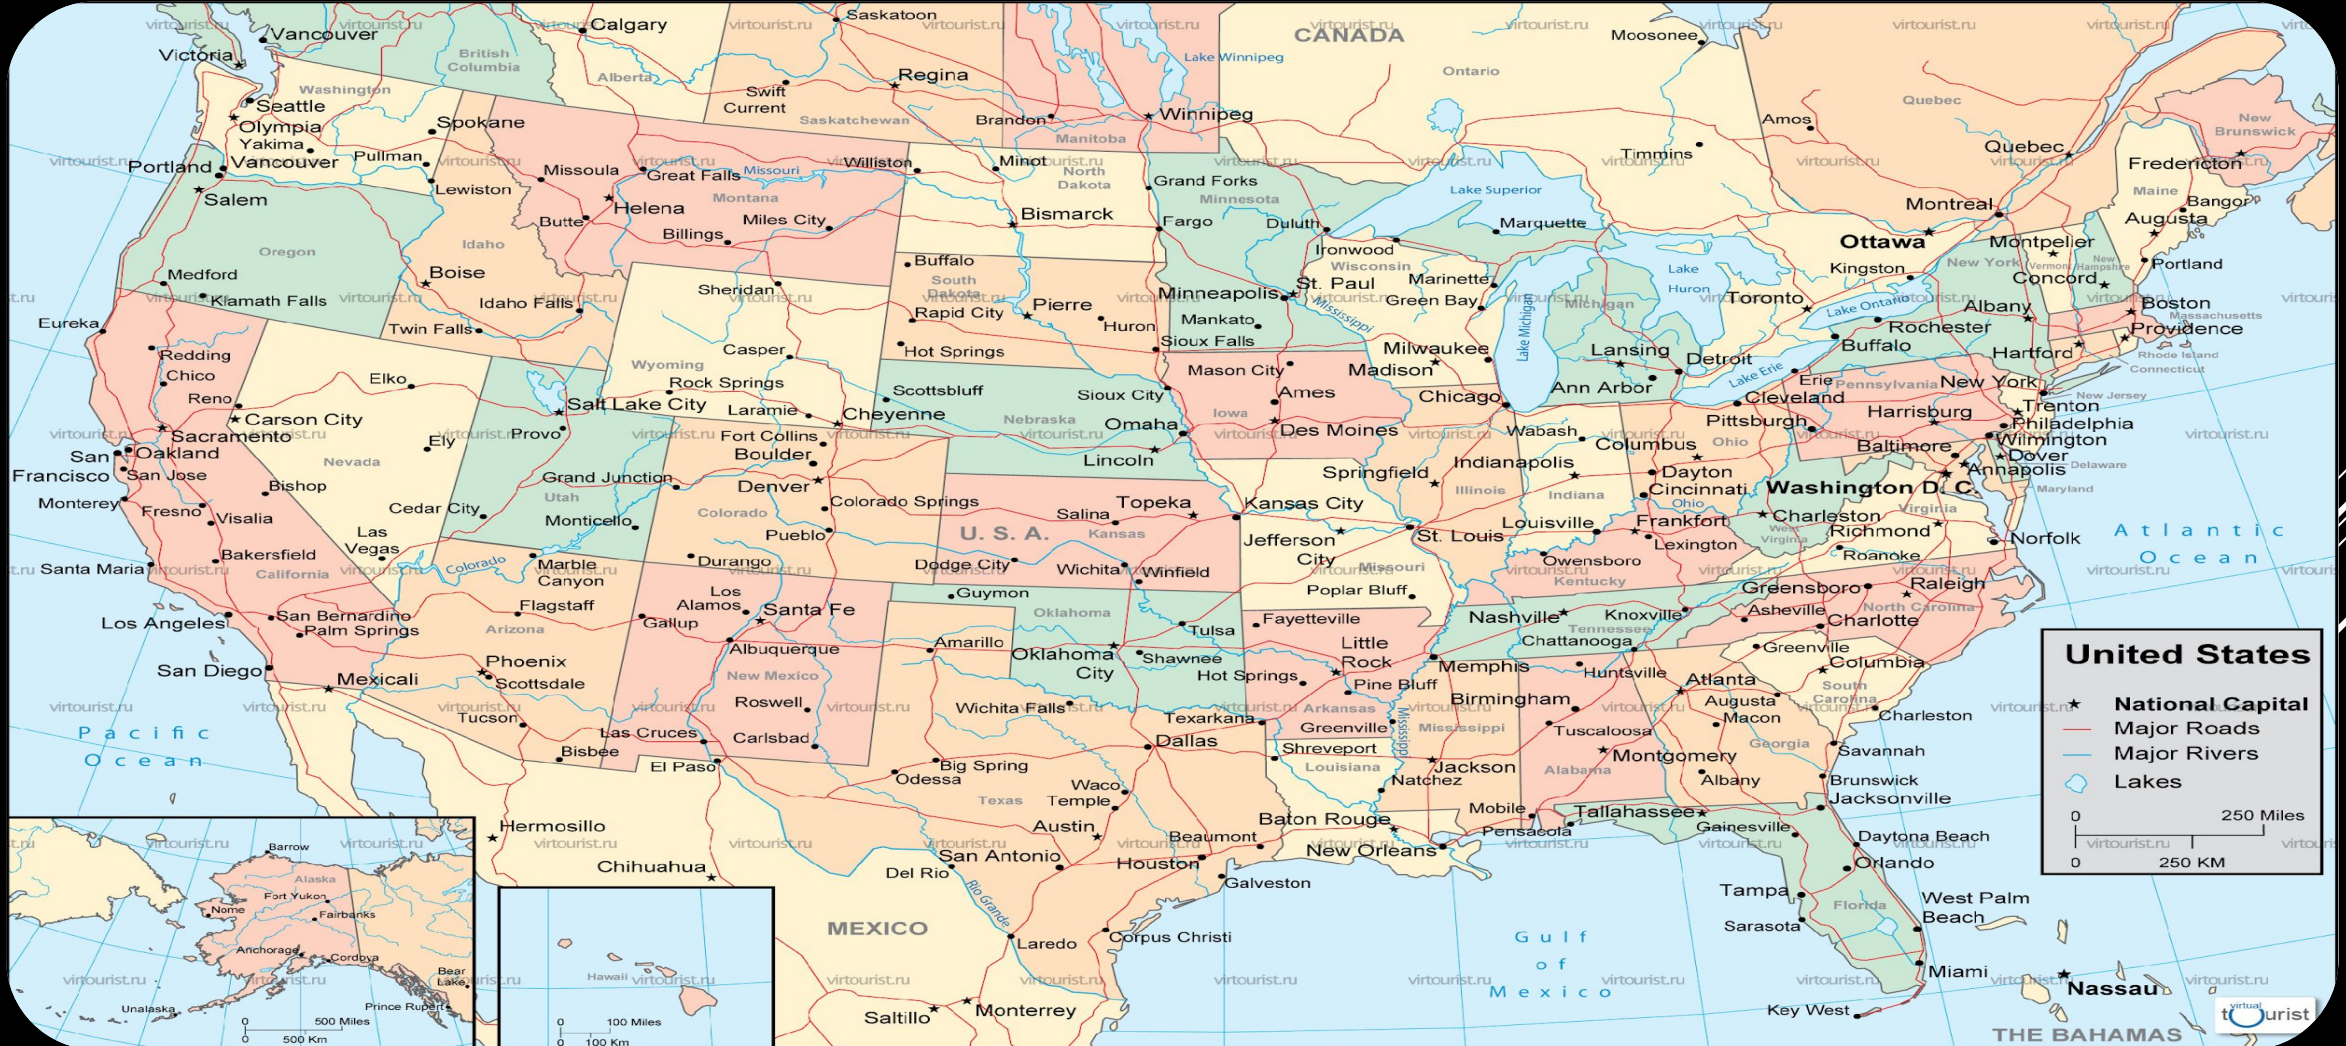 CANADA
Calgary
Saskatoon
Vancouver
Victoria
British
Columbia
Alberta
Regina
Swift
Current
Saskatchewan
Brandon
Manitoba
Winnipeg
Lake Winnipeg
Ontario
Moosonee
Amos
Timmins
Quebec
Quebec
New
Brunswick
Fredericton
Montreal
Ottawa
Kingston
Toronto
Washington
Seattle
Olympia
Yakima
Vancouver
Spokane
Pullman
Lewiston
Portland
Salem
Oregon
Medford
Klamath Falls
Idaho
Boise
Idaho Falls
Twin Falls
Missoula
Great Falls
Missouri
Montana
Helena
Butte
Billings
Miles City
Williston
Minot
North
Dakota
Bismarck
Grand Forks
Fargo
Minnesota
Duluth
Minneapolis
St. Paul
Mankato
Buffalo
South
Dakota
Rapid City
Pierre
Huron
Hot Springs
Sioux Falls
Sheridan
Casper
Wyoming
Rock Springs
Laramie
Cheyenne
Scottsbluff
Nebraska
Sioux City
Omaha
Lincoln
Mason City
Ames
Iowa
Des Moines
Lake Superior
Marquette
Ironwood
Wisconsin
Marinette
Green Bay
Mississippi
Milwaukee
Madison
Lake Michigan
Michigan
Lansing
Ann Arbor
Detroit
Lake
Huron
Lake Erie
Lake Ontario
Chicago
Eureka
Redding
Chico
Reno
Carson City
Sacramento
Oakland
San
Francisco
San Jose
Monterey
Fresno
Visalia
Bishop
Bakersfield
California
Santa Maria
Los Angeles
San Bernardino
Palm Springs
San Diego
Mexicali
Elko
Ely
Nevada
Las
Vegas
Salt Lake City
Provo
Utah
Cedar City
Monticello
Grand Junction
Fort Collins
Boulder
Denver
Colorado Springs
Colorado
Pueblo
Durango
Colorado
Marble
Canyon
Flagstaff
Arizona
Phoenix
Scottsdale
Tucson
Bisbee
Gallup
Los
Alamos
Santa Fe
Albuquerque
New Mexico
Roswell
Las Cruces
Carlsbad
El Paso
U. S. A.
Topeka
Salina
Kansas
Dodge City
Wichita
Winfield
Kansas City
Jefferson
City
Missouri
St. Louis
Poplar Bluff
Springfield
Illinois
Wabash
Indianapolis
Indiana
Columbus
Ohio
Dayton
Cincinnati
Ohio
Cleveland
Erie
Pennsylvania
Pittsburgh
Harrisburg
Philadelphia
Buffalo
Rochester
New York
Albany
New York
Trenton
New Jersey
Wilmington
Dover
Delaware
Baltimore
Annapolis
Maryland
Washington D. C.
Maine
Bangor
Augusta
Portland
Montpelier
Vermont
New
Hampshire
Concord
Boston
Massachusetts
Providence
Rhode Island
Hartford
Connecticut
Louisville
Frankfort
Lexington
Owensboro
Kentucky
Charleston
West
Virginia
Virginia
Richmond
Roanoke
Norfolk
Guymon
Oklahoma
Tulsa
Oklahoma
City
Shawnee
Fayetteville
Little
Rock
Hot Springs
Pine Bluff
Arkansas
Texarkana
Nashville
Knoxville
Tennessee
Chattanooga
Memphis
Greensboro
Raleigh
Asheville
North Carolina
Charlotte
Greenville
Columbia
South
Carolina
Charleston
Huntsville
Birmingham
Tuscaloosa
Montgomery
Alabama
Mobile
Atlanta
Augusta
Macon
Georgia
Albany
Savannah
Brunswick
Greenville
Mississippi
Mississippi
Jackson
Natchez
Shreveport
Louisiana
Baton Rouge
New Orleans
Amarillo
Wichita Falls
Dallas
Big Spring
Odessa
Texas
Waco
Temple
Austin
San Antonio
Houston
Beaumont
Galveston
Del Rio
Rio Grande
Laredo
Corpus Christi
Pensacola
Tallahassee
Jacksonville
Gainesville
Daytona Beach
Orlando
Florida
Tampa
Sarasota
West Palm
Beach
Miami
Key West
Nassau
THE BAHAMAS
MEXICO
Hermosillo
Chihuahua
Saltillo
Monterrey
Pacific
Ocean
Atlantic
Ocean
Gulf
of
Mexico
Barrow
Alaska
Fort Yukon
Nome
Fairbanks
Anchorage
Cordova
Bear
Lake
Prince Rupert
Unalaska
0 500 Miles
0 500 Km
Hawaii
0 100 Miles
0 100 Km
United States
National Capital
Major Roads
Major Rivers
Lakes
0 250 Miles
0 250 KM
virtourist.ru
virtual
tourist